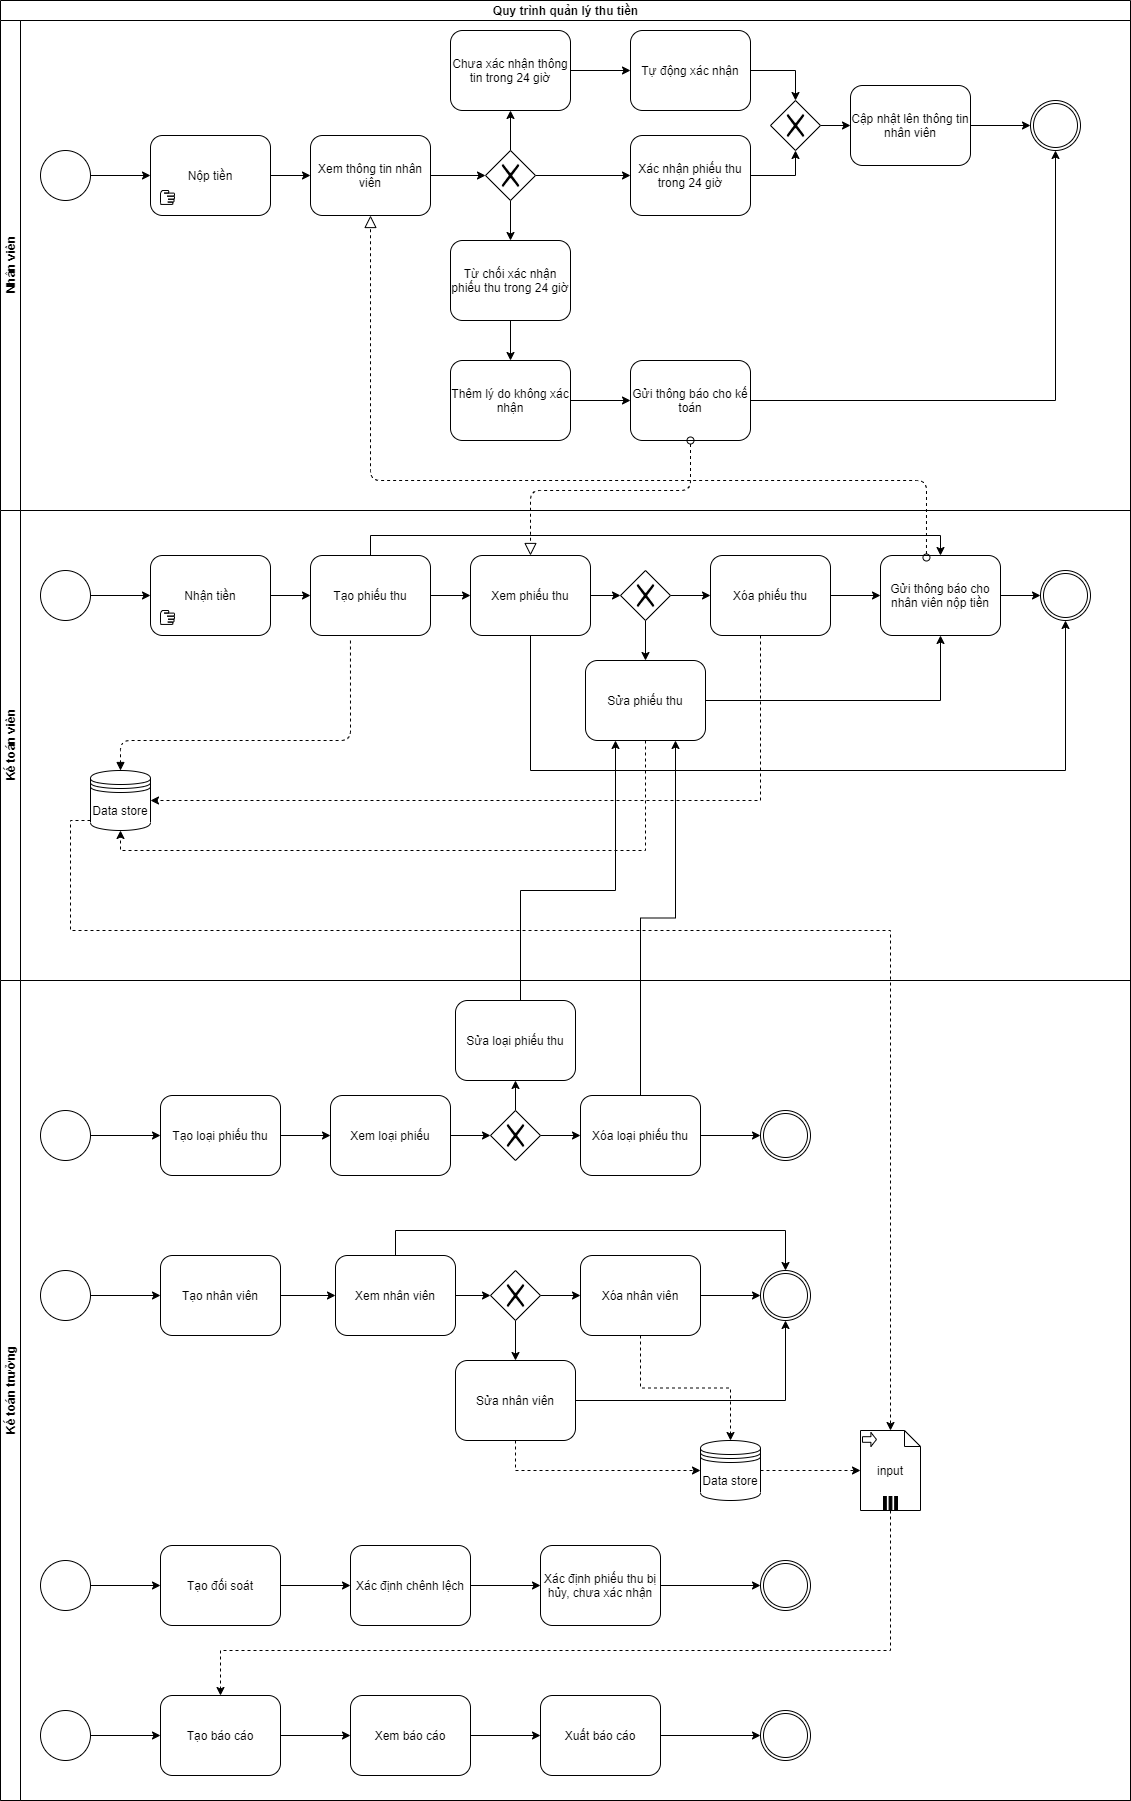 Quy trình quản lý thu tiền
Nhân viên
Chưa xác nhận thông
tin trong 24 giờ
Tự động xác nhận
Cập nhật lên thông tin
nhân viên
Nộp tiền
Xem thông tin nhân
viên
Xác nhận phiếu thu
trong 24 giờ
Từ chối xác nhận
phiếu thu trong 24 giờ
Thêm lý do không xác
nhận
Gửi thông báo cho kế
toán
Kế toán viên
Nhận tiền
Tạo phiếu thu
Xem phiếu thu
Xóa phiếu thu
Gửi thông báo cho
nhân viên nộp tiền
Sửa phiếu thu
Data store
Kế toán trưởng
Sửa loại phiếu thu
Tạo loại phiếu thu
Xem loại phiếu
Xóa loại phiếu thu
Tạo nhân viên
Xem nhân viên
Xóa nhân viên
Sửa nhân viên
Data store
input
Tạo đối soát
Xác định chênh lệch
Xác định phiếu thu bị
hủy, chưa xác nhận
Tạo báo cáo
Xem báo cáo
Xuất báo cáo